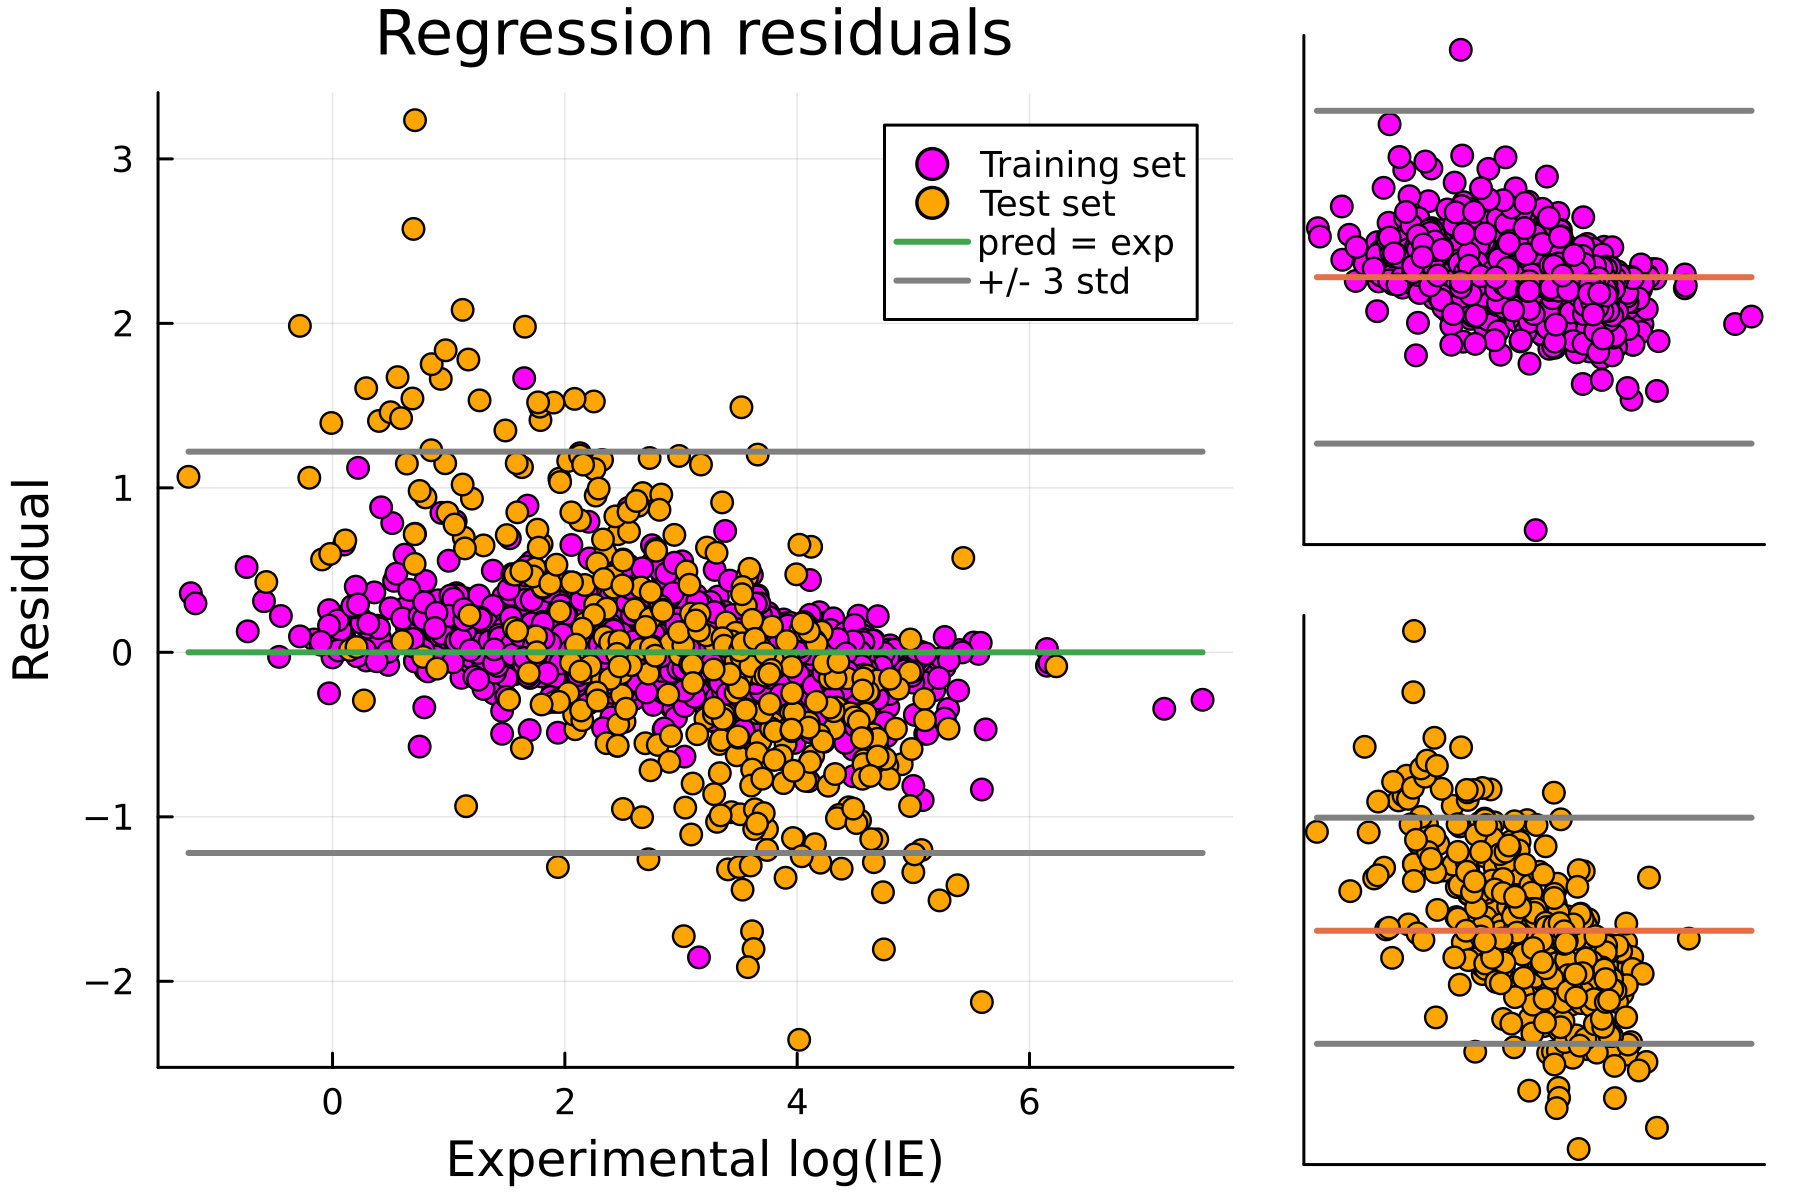 Regression residuals
Training set
Test set
pred = exp
+/- 3 std
Residual
3
2
1
0
−1
−2
0
2
4
6
Experimental log(IE)